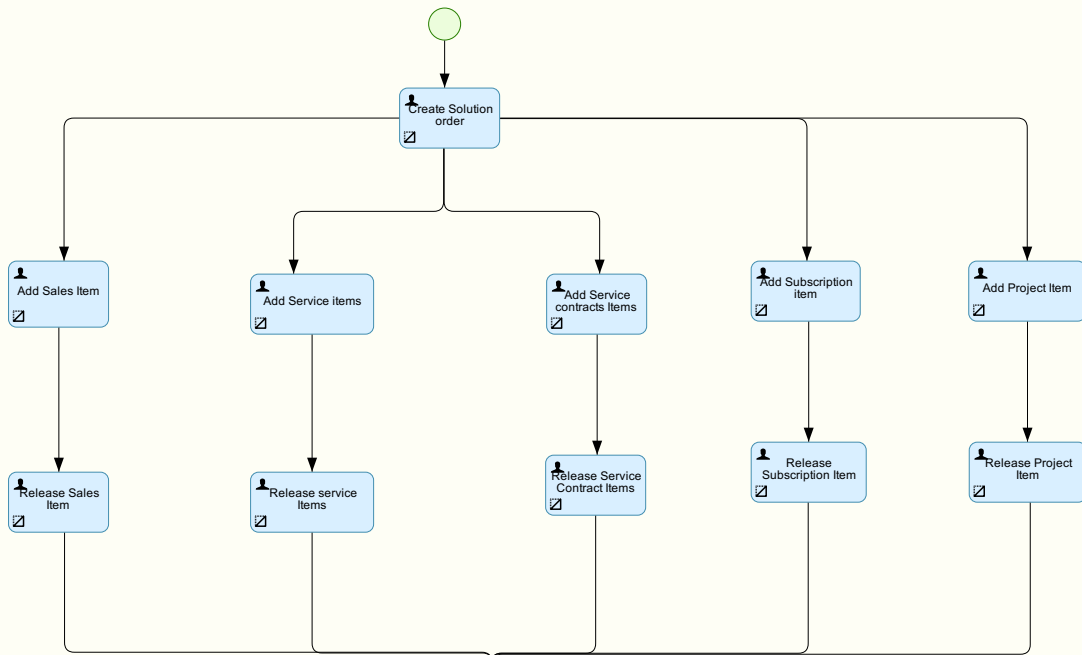 Create Solution
order
Add Sales Item
Add Service items
Add Service
contracts Items
Add Subscription
item
Add Project Item
Release Sales
Item
Release service
Items
Release Service
Contract Items
Release
Subscription Item
Release Project
Item